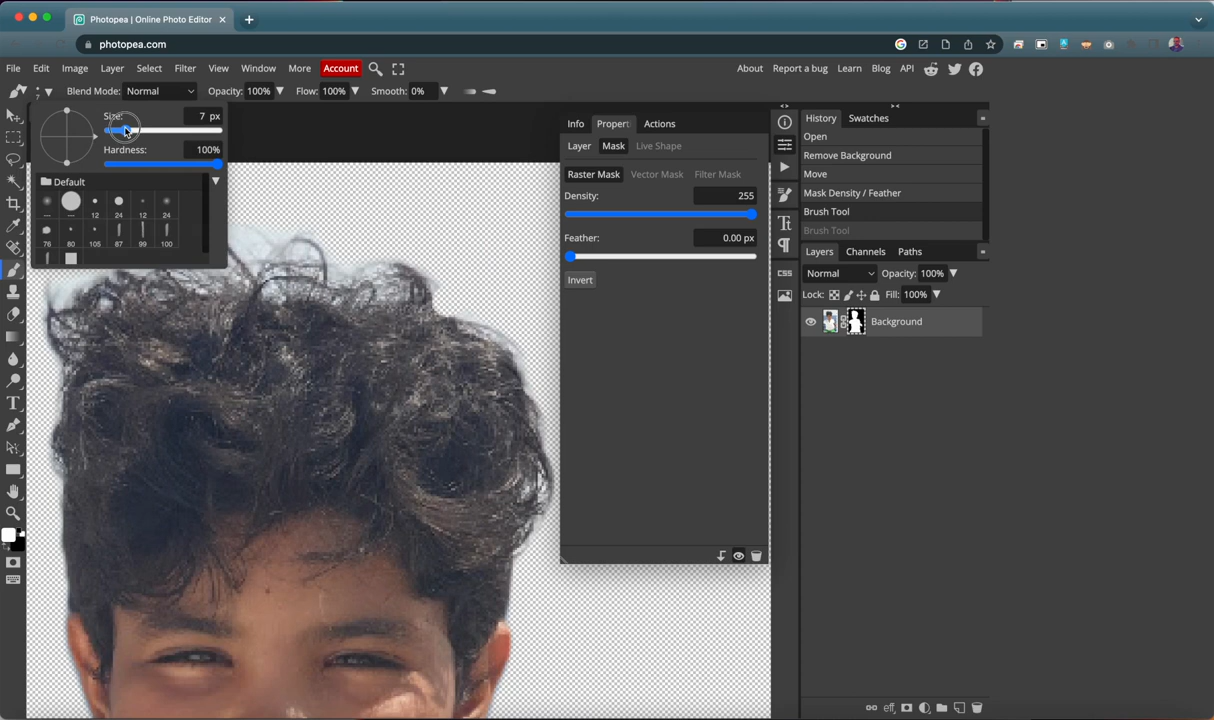 Photopea | Online Photo Editor
photopea.com
File Edit Image Layer Select Filter View Window More Account
About Report a bug Learn Blog API
7 Blend Mode: Normal Opacity: 100% Flow: 100% Smooth: 0%
Size: 7 px
Hardness: 100%
Default
12 24 12 24
76 80 105 87 99 100
Info Propert Actions
Layer Mask Live Shape
Raster Mask Vector Mask Filter Mask
Density: 255
Feather: 0.00 px
Invert
CSS
History Swatches
Open
Remove Background
Move
Mask Density / Feather
Brush Tool
Brush Tool
Layers Channels Paths
Normal Opacity: 100%
Lock: Fill: 100%
Background
eff